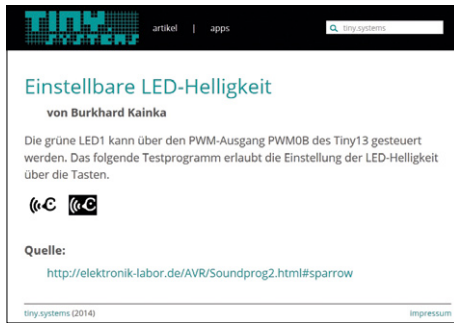 TINY.
SYSTEMS
artikel | apps
tiny.systems
Einstellbare LED-Helligkeit
von Burkhard Kainka
Die grüne LED1 kann über den PWM-Ausgang PWM0B des Tiny13 gesteuert
werden. Das folgende Testprogramm erlaubt die Einstellung der LED-Helligkeit
über die Tasten.
Quelle:
http://elektronik-labor.de/AVR/Soundprog2.html#sparrow
tiny.systems (2014)
impressum